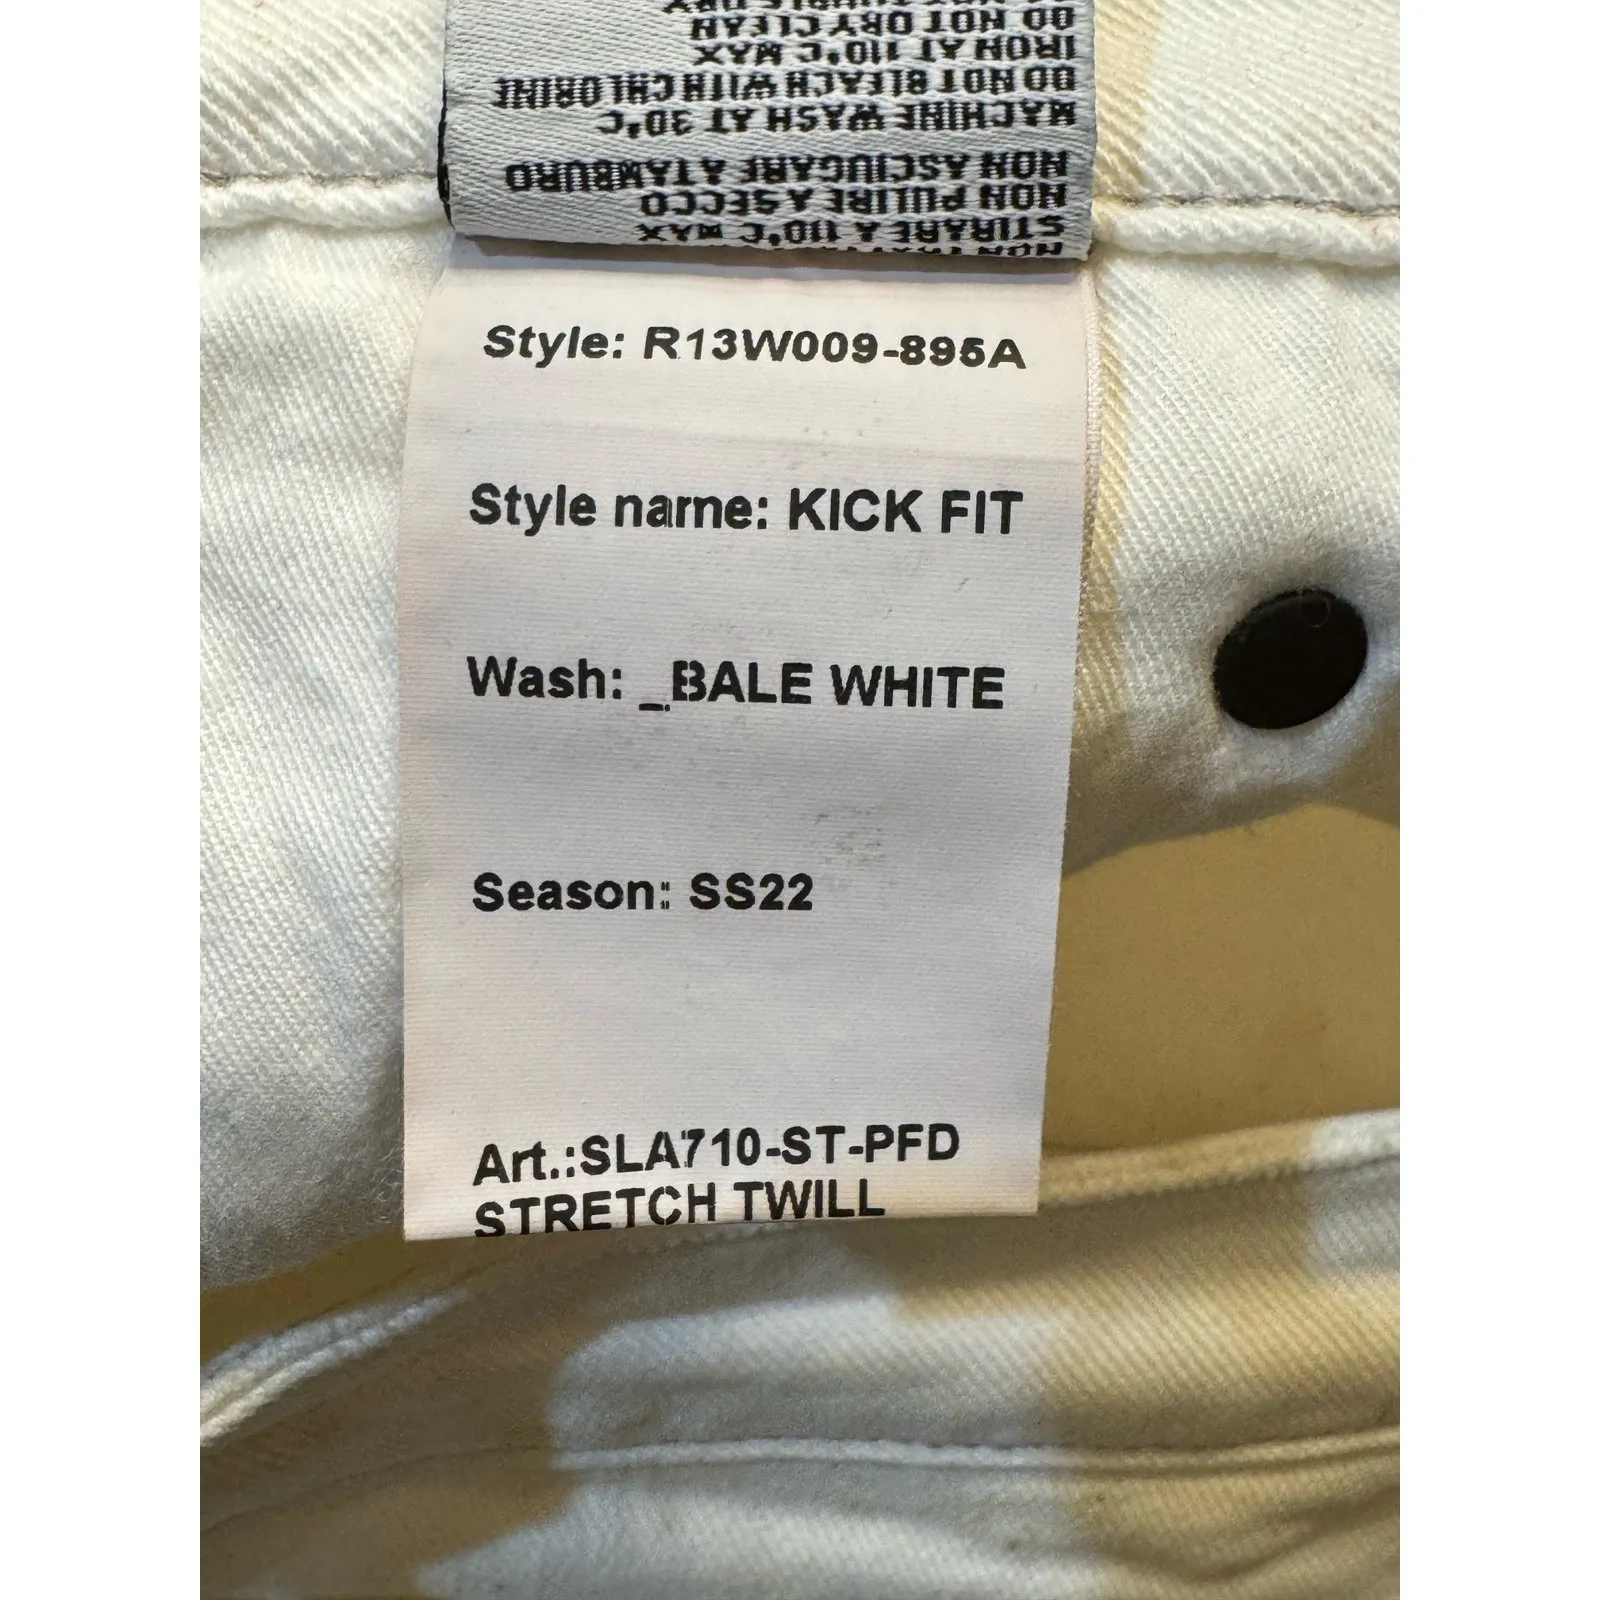 DO NOT DRY CLEAN
IRON AT 110°C MAX
DO NOT BLEACH WITH CHLORINE
MACHINE WASH AT 30°C
NON ASCIUGARE A TAMBURO
NON PULIRE A SECCO
STIRARE A 110°C MAX
Style: R13W009-895A
Style name: KICK FIT
Wash: _BALE WHITE
Season: SS22
Art.:SLA710-ST-PFD
STRETCH TWILL